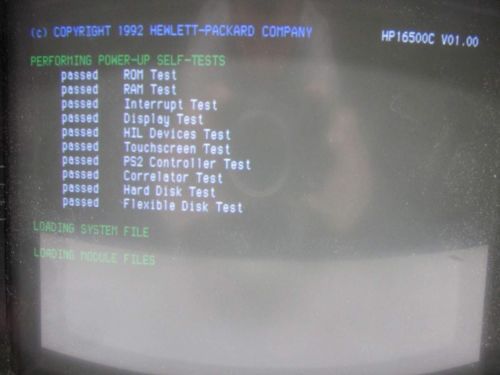 (c) COPYRIGHT 1992 HEWLETT-PACKARD COMPANY HP16500C V01.00
PERFORMING POWER-UP SELF-TESTS
passed ROM Test
passed RAM Test
passed Interrupt Test
passed Display Test
passed HIL Devices Test
passed Touchscreen Test
passed PS2 Controller Test
passed Correlator Test
passed Hard Disk Test
passed Flexible Disk Test
LOADING SYSTEM FILE
LOADING MODULE FILES